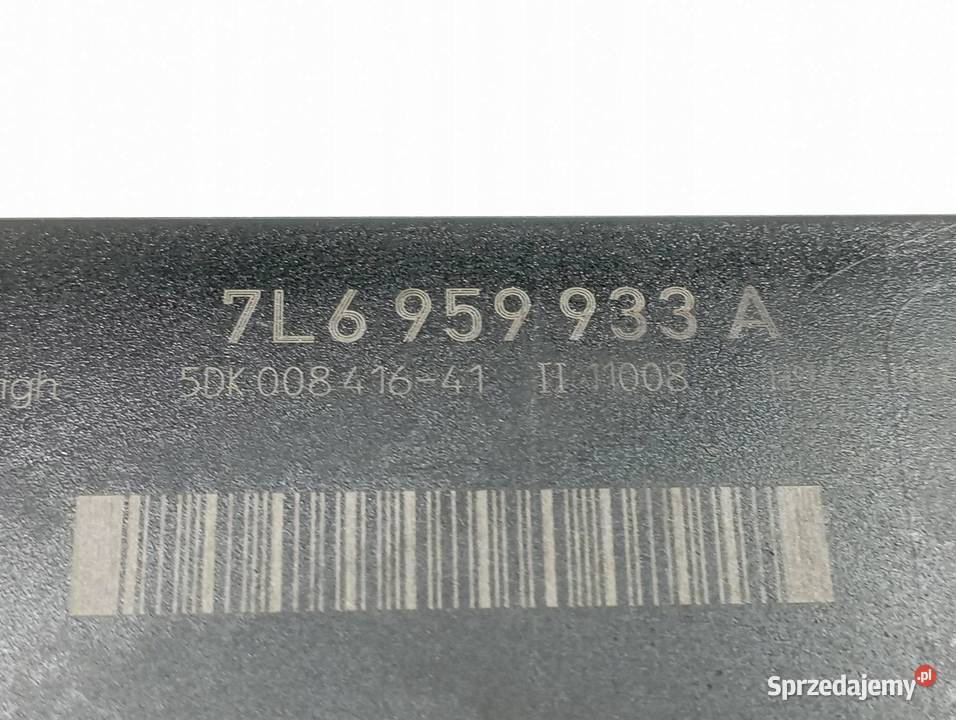 7L6 959 933 A
igh 5DK 008 416-41 II 11008
Sprzedajemy.pl